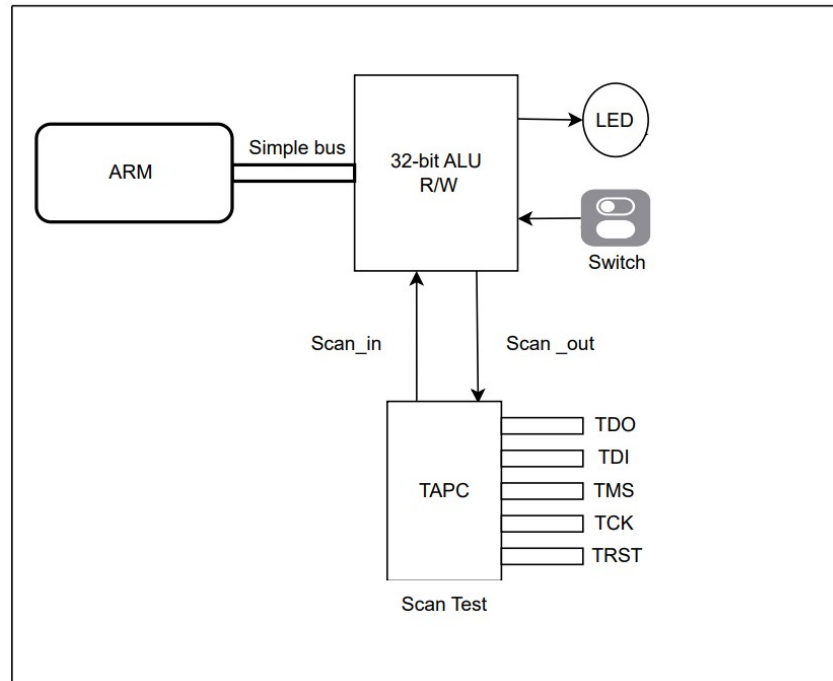 ARM
Simple bus
32-bit ALU
R/W
LED
Switch
Scan_in
Scan _out
TAPC
TDO
TDI
TMS
TCK
TRST
Scan Test